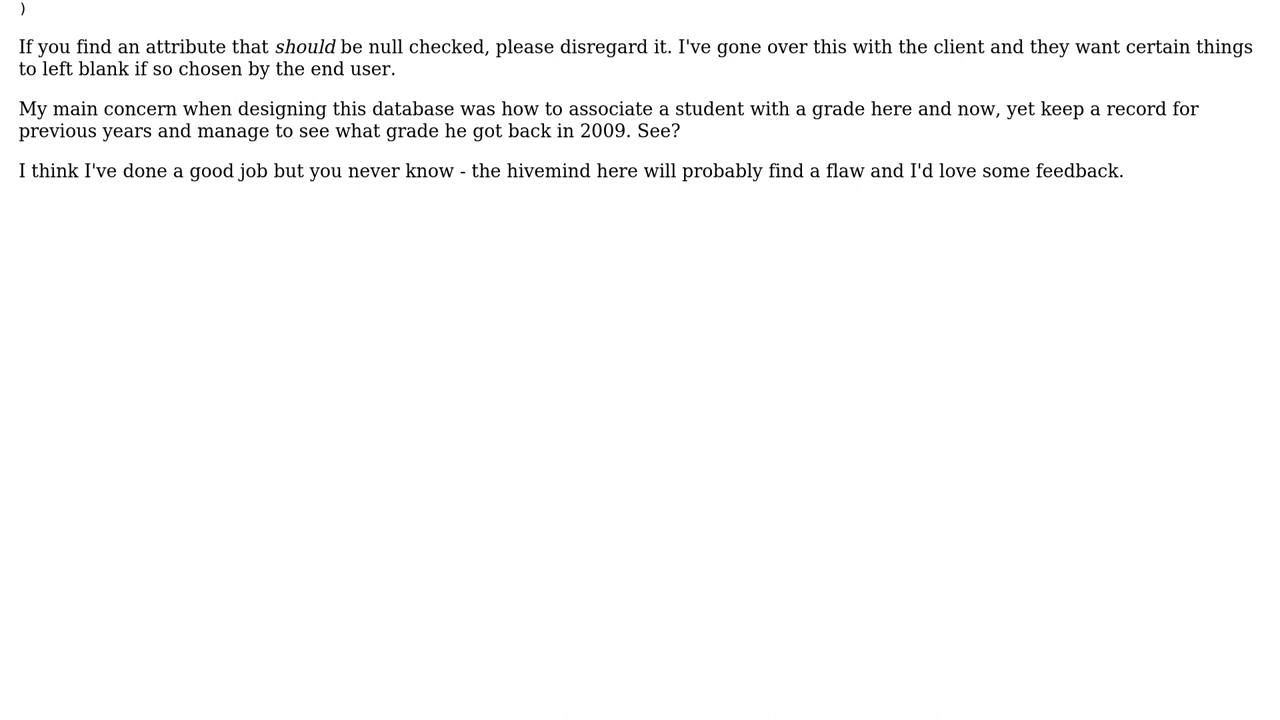 )
If you find an attribute that should be null checked, please disregard it. I've gone over this with the client and they want certain things
to left blank if so chosen by the end user.
My main concern when designing this database was how to associate a student with a grade here and now, yet keep a record for
previous years and manage to see what grade he got back in 2009. See?
I think I've done a good job but you never know - the hivemind here will probably find a flaw and I'd love some feedback.